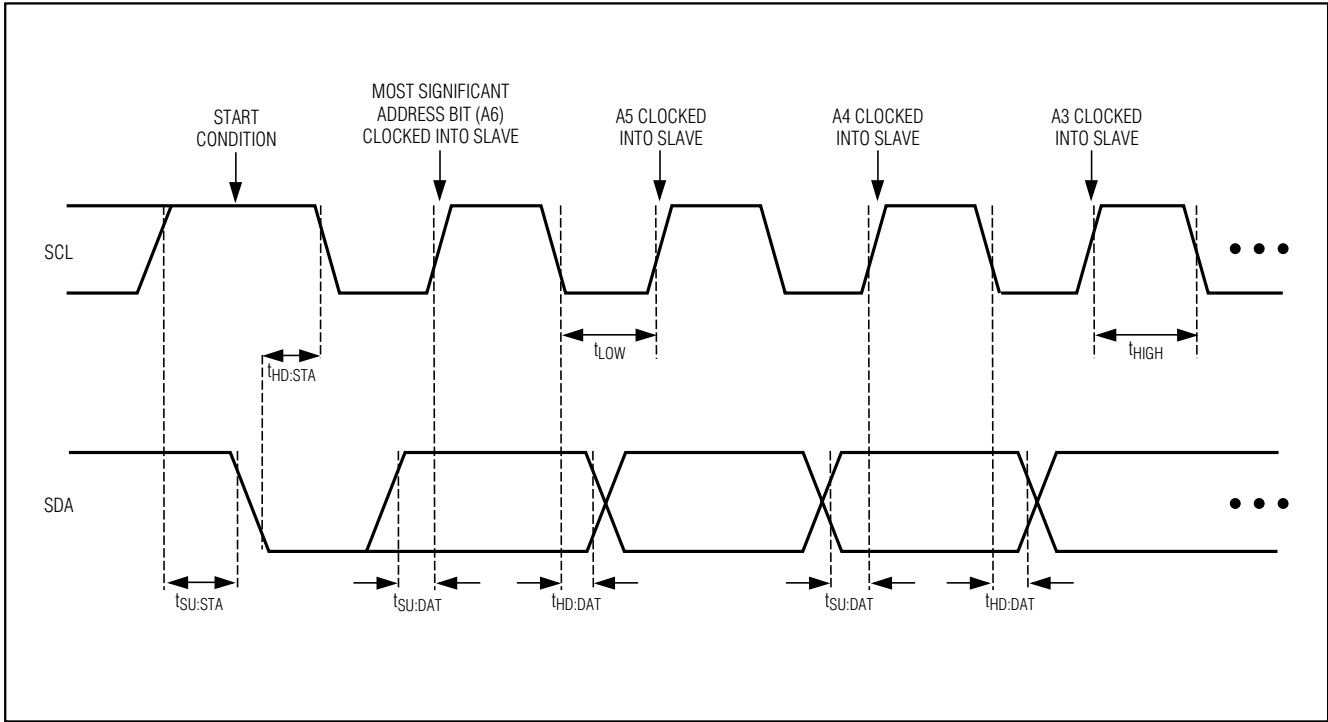 START
CONDITION
MOST SIGNIFICANT
ADDRESS BIT (A6)
CLOCKED INTO SLAVE
A5 CLOCKED
INTO SLAVE
A4 CLOCKED
INTO SLAVE
A3 CLOCKED
INTO SLAVE
SCL
tHD:STA
tLOW
tHIGH
SDA
tSU:STA
tSU:DAT
tHD:DAT
tSU:DAT
tHD:DAT